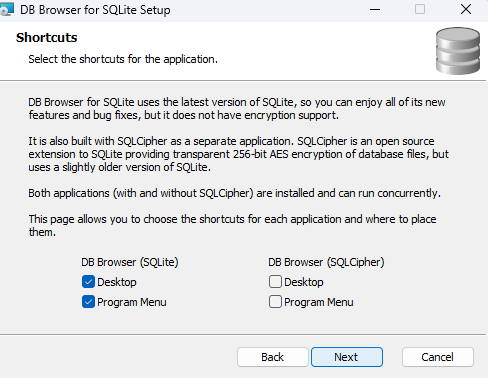 DB Browser for SQLite Setup
Shortcuts
Select the shortcuts for the application.
DB Browser for SQLite uses the latest version of SQLite, so you can enjoy all of its new
features and bug fixes, but it does not have encryption support.
It is also built with SQLCipher as a separate application. SQLCipher is an open source
extension to SQLite providing transparent 256-bit AES encryption of database files, but
uses a slightly older version of SQLite.
Both applications (with and without SQLCipher) are installed and can run concurrently.
This page allows you to choose the shortcuts for each application and where to place
them.
DB Browser (SQLite) DB Browser (SQLCipher)
Desktop Desktop
Program Menu Program Menu
Back Next Cancel